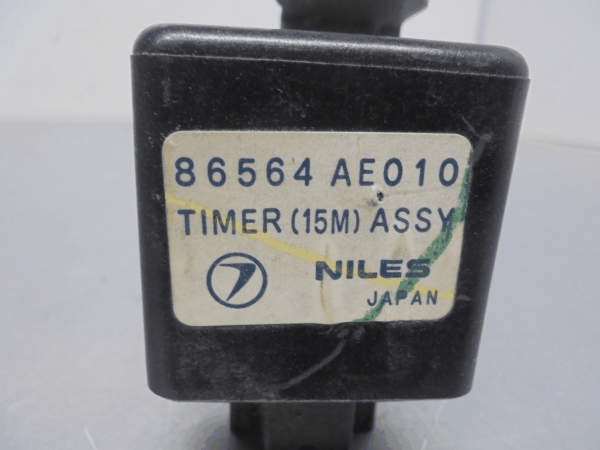 86564 AE010
TIMER (15M) ASSY
NILES
JAPAN